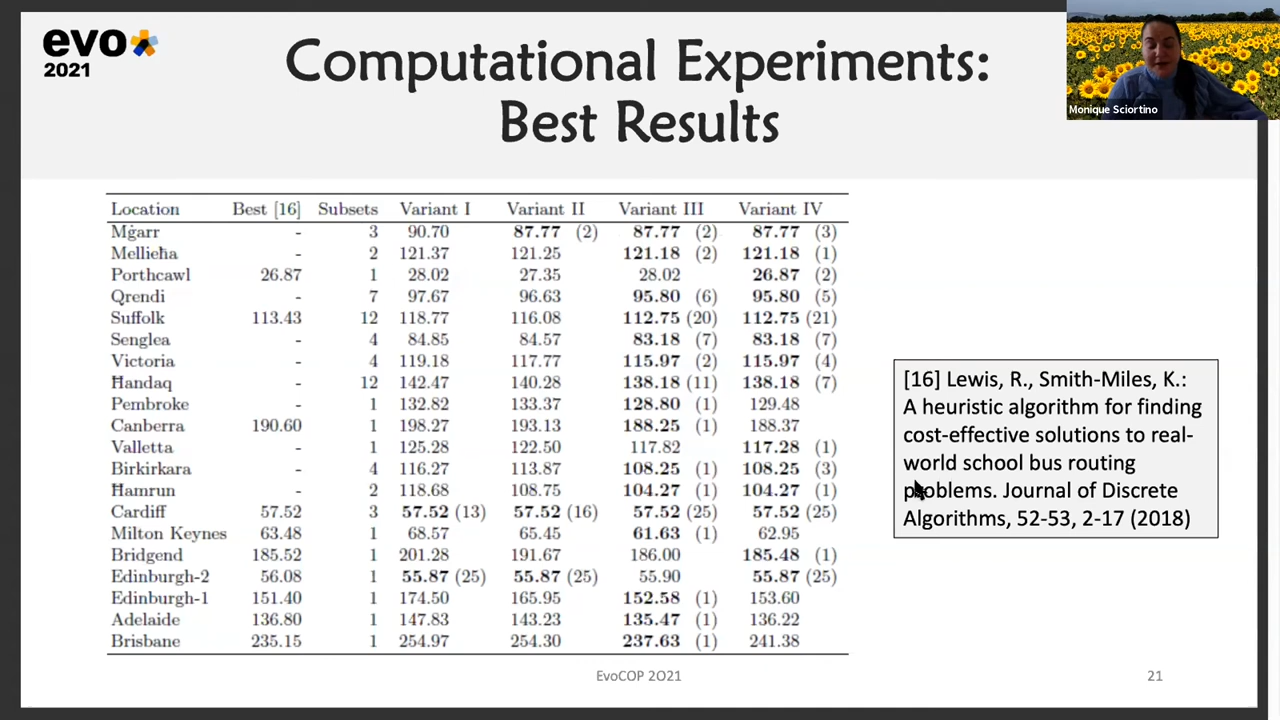 evo
2021
Computational Experiments:
Best Results
Monique Sciortino
Location Best [16] Subsets Variant I Variant II Variant III Variant IV
Mġarr - 3 90.70 87.77 (2) 87.77 (2) 87.77 (3)
Mellieħa - 2 121.37 121.25 121.18 (2) 121.18 (1)
Porthcawl 26.87 1 28.02 27.35 28.02 26.87 (2)
Qrendi - 7 97.67 96.63 95.80 (6) 95.80 (5)
Suffolk 113.43 12 118.77 116.08 112.75 (20) 112.75 (21)
Senglea - 4 84.85 84.57 83.18 (7) 83.18 (7)
Victoria - 4 119.18 117.77 115.97 (2) 115.97 (4)
Ħandaq - 12 142.47 140.28 138.18 (11) 138.18 (7)
Pembroke - 1 132.82 133.37 128.80 (1) 129.48
Canberra 190.60 1 198.27 193.13 188.25 (1) 188.37
Valletta - 1 125.28 122.50 117.82 117.28 (1)
Birkirkara - 4 116.27 113.87 108.25 (1) 108.25 (3)
Ħamrun - 2 118.68 108.75 104.27 (1) 104.27 (1)
Cardiff 57.52 3 57.52 (13) 57.52 (16) 57.52 (25) 57.52 (25)
Milton Keynes 63.48 1 68.57 65.45 61.63 (1) 62.95
Bridgend 185.52 1 201.28 191.67 186.00 185.48 (1)
Edinburgh-2 56.08 1 55.87 (25) 55.87 (25) 55.90 55.87 (25)
Edinburgh-1 151.40 1 174.50 165.95 152.58 (1) 153.60
Adelaide 136.80 1 147.83 143.23 135.47 (1) 136.22
Brisbane 235.15 1 254.97 254.30 237.63 (1) 241.38
[16] Lewis, R., Smith-Miles, K.:
A heuristic algorithm for finding
cost-effective solutions to real-
world school bus routing
problems. Journal of Discrete
Algorithms, 52-53, 2-17 (2018)
EvoCOP 2021
21